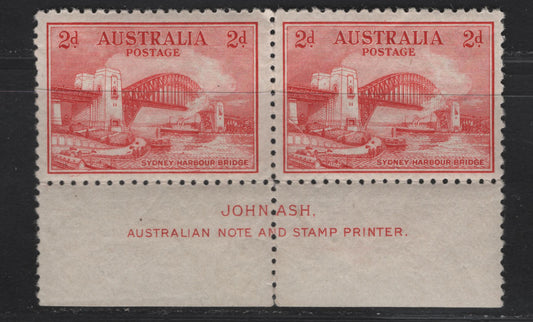 2d AUSTRALIA 2d
POSTAGE
SYDNEY HARBOUR BRIDGE
2d AUSTRALIA 2d
POSTAGE
SYDNEY HARBOUR BRIDGE
JOHN ASH.
AUSTRALIAN NOTE AND STAMP PRINTER.